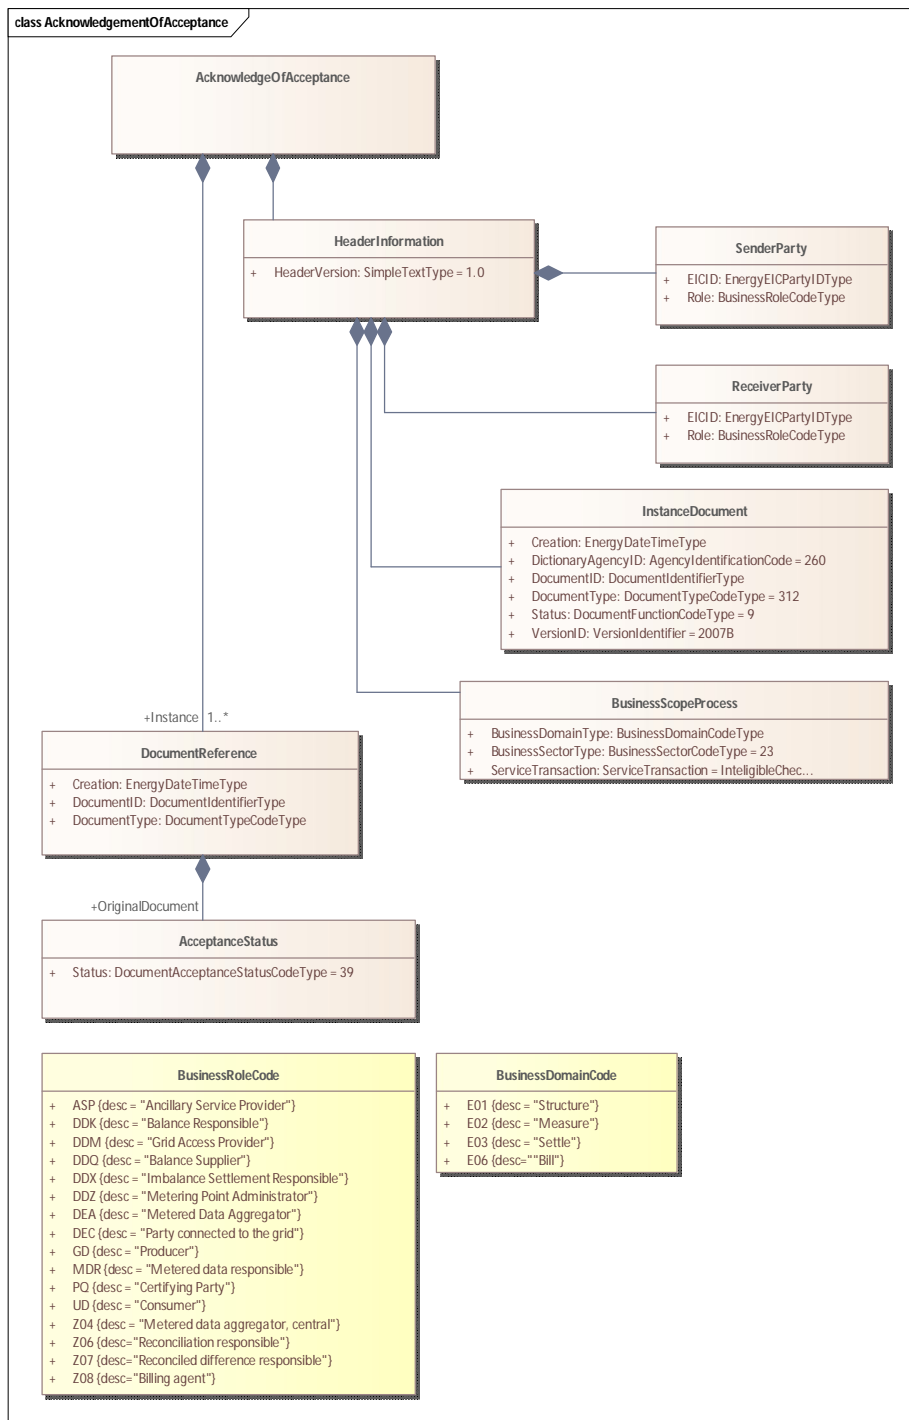 class AcknowledgementOfAcceptance
AcknowledgeOfAcceptance
HeaderInformation
+ HeaderVersion: SimpleTextType = 1.0
SenderParty
+ EICID: EnergyEICPartyIDType
+ Role: BusinessRoleCodeType
ReceiverParty
+ EICID: EnergyEICPartyIDType
+ Role: BusinessRoleCodeType
InstanceDocument
+ Creation: EnergyDateTimeType
+ DictionaryAgencyID: AgencyIdentificationCode = 260
+ DocumentID: DocumentIdentifierType
+ DocumentType: DocumentTypeCodeType = 312
+ Status: DocumentFunctionCodeType = 9
+ VersionID: VersionIdentifier = 2007B
BusinessScopeProcess
+ BusinessDomainType: BusinessDomainCodeType
+ BusinessSectorType: BusinessSectorCodeType = 23
+ ServiceTransaction: ServiceTransaction = InteligibleChec...
+Instance 1..*
DocumentReference
+ Creation: EnergyDateTimeType
+ DocumentID: DocumentIdentifierType
+ DocumentType: DocumentTypeCodeType
+OriginalDocument
AcceptanceStatus
+ Status: DocumentAcceptanceStatusCodeType = 39
BusinessRoleCode
+ ASP {desc = "Ancillary Service Provider"}
+ DDK {desc = "Balance Responsible"}
+ DDM {desc = "Grid Access Provider"}
+ DDQ {desc = "Balance Supplier"}
+ DDX {desc = "Imbalance Settlement Responsible"}
+ DDZ {desc = "Metering Point Administrator"}
+ DEA {desc = "Metered Data Aggregator"}
+ DEC {desc = "Party connected to the grid"}
+ GD {desc = "Producer"}
+ MDR {desc = "Metered data responsible"}
+ PQ {desc = "Certifying Party"}
+ UD {desc = "Consumer"}
+ Z04 {desc = "Metered data aggregator, central"}
+ Z06 {desc="Reconciliation responsible"}
+ Z07 {desc="Reconciled difference responsible"}
+ Z08 {desc="Billing agent"}
BusinessDomainCode
+ E01 {desc = "Structure"}
+ E02 {desc = "Measure"}
+ E03 {desc = "Settle"}
+ E06 {desc=""Bill"}